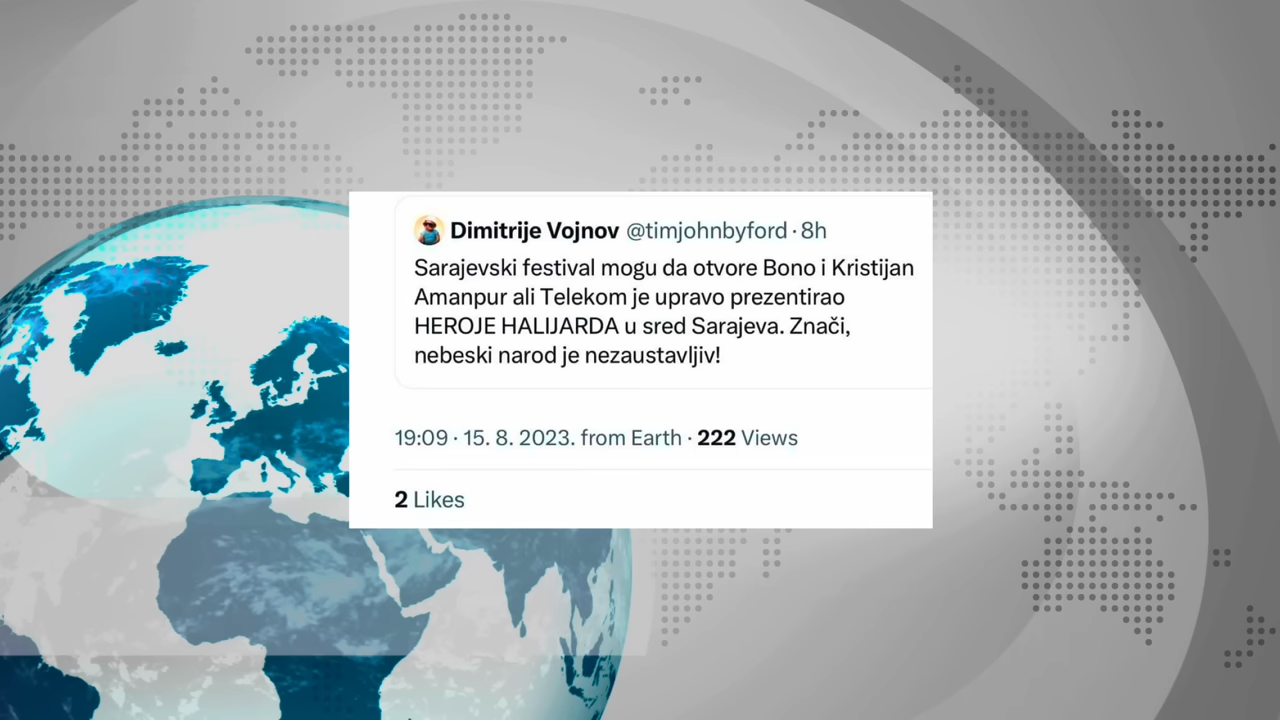 Dimitrije Vojnov @timjohnbyford · 8h
Sarajevski festival mogu da otvore Bono i Kristijan
Amanpur ali Telekom je upravo prezentirao
HEROJE HALIJARDA u sred Sarajeva. Znači,
nebeski narod je nezaustavljiv!
19:09 · 15. 8. 2023. from Earth · 222 Views
2 Likes